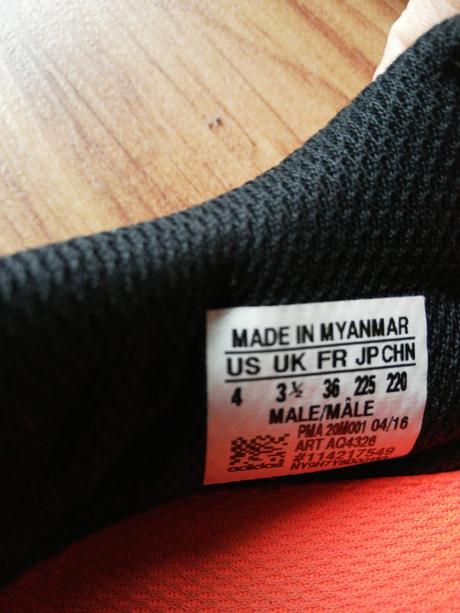 MADE IN MYANMAR
US UK FR JP CHN
4 3½ 36 225 220
MALE/MÂLE
PMA 20M001 04/16
ART AQ4326
#114217549
adidas